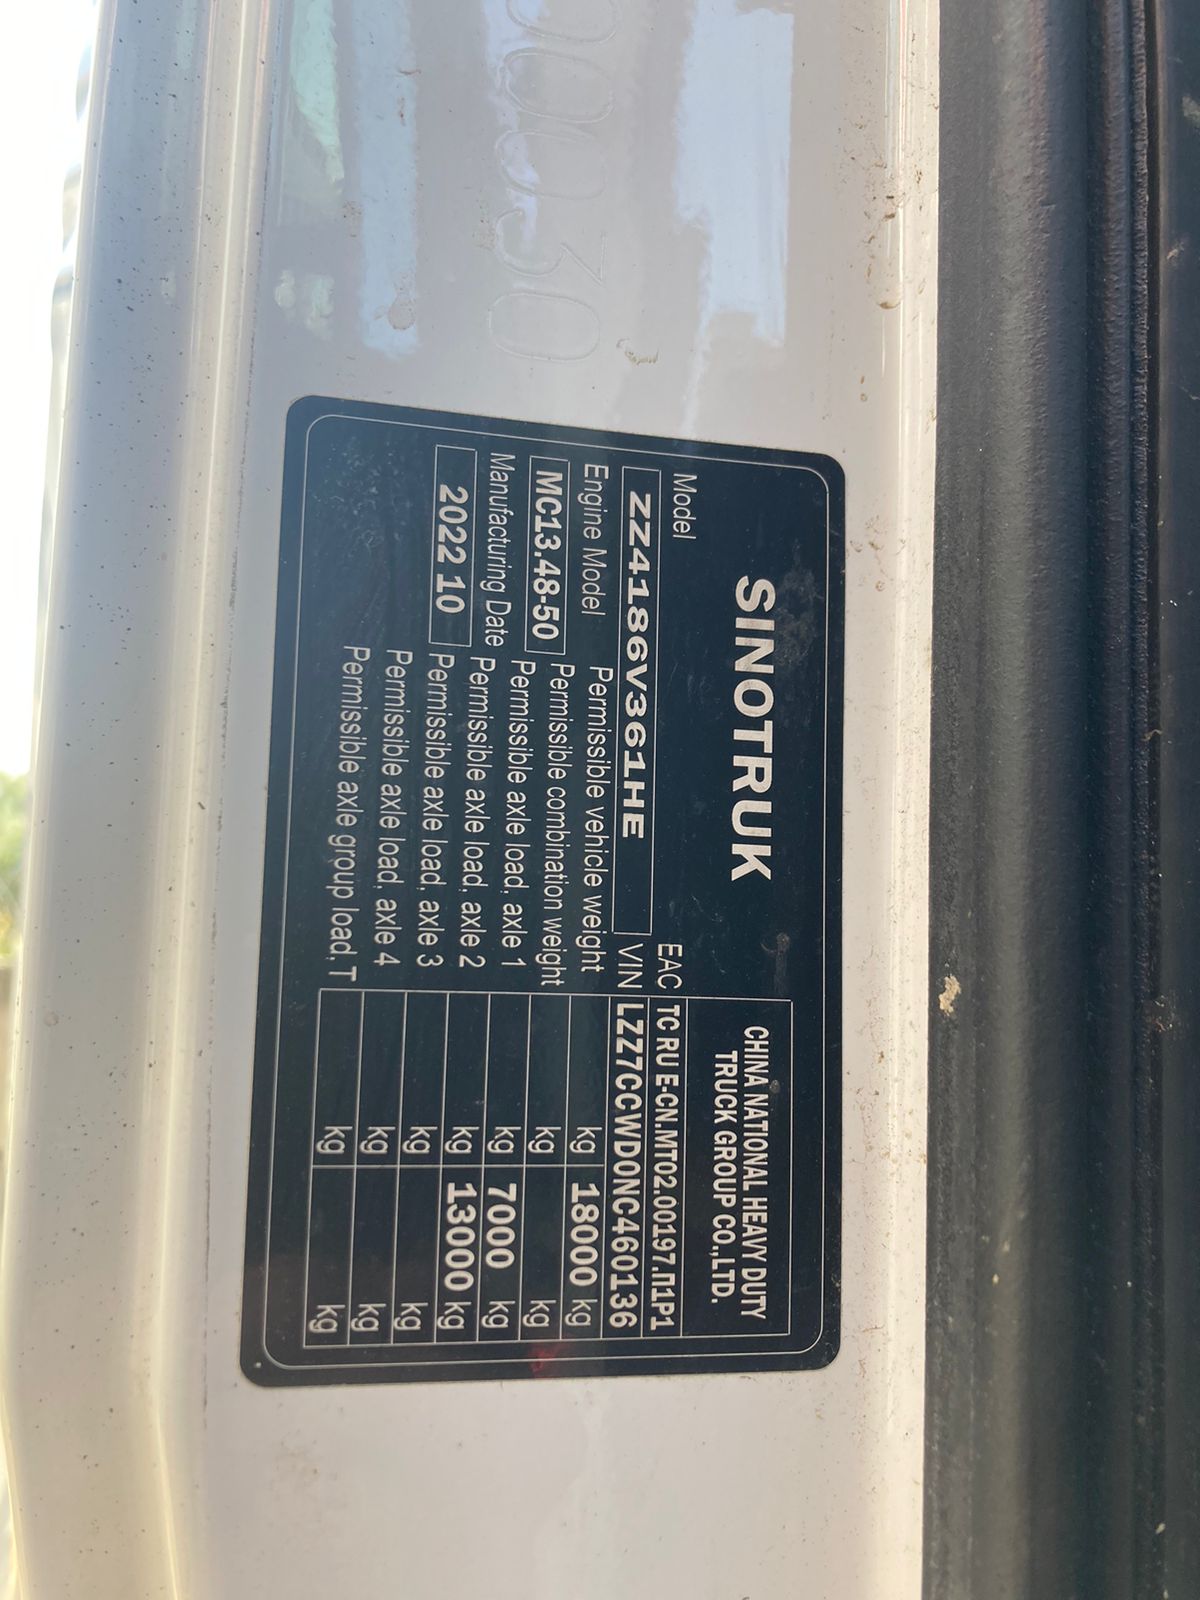 00030
SINOTRUK
CHINA NATIONAL HEAVY DUTY
TRUCK GROUP CO.,LTD.
Model
EAC TC RU E-CN.MT02.00197.П1P1
ZZ4186V361HE
VIN LZZ7CCWD0NC460136
Engine Model
Permissible vehicle weight kg 18000 kg
MC13.48-50
Permissible combination weight kg kg
Manufacturing Date
Permissible axle load, axle 1 kg 7000 kg
2022 10
Permissible axle load, axle 2 kg 13000 kg
Permissible axle load, axle 3 kg kg
Permissible axle load, axle 4 kg kg
Permissible axle group load, T kg kg